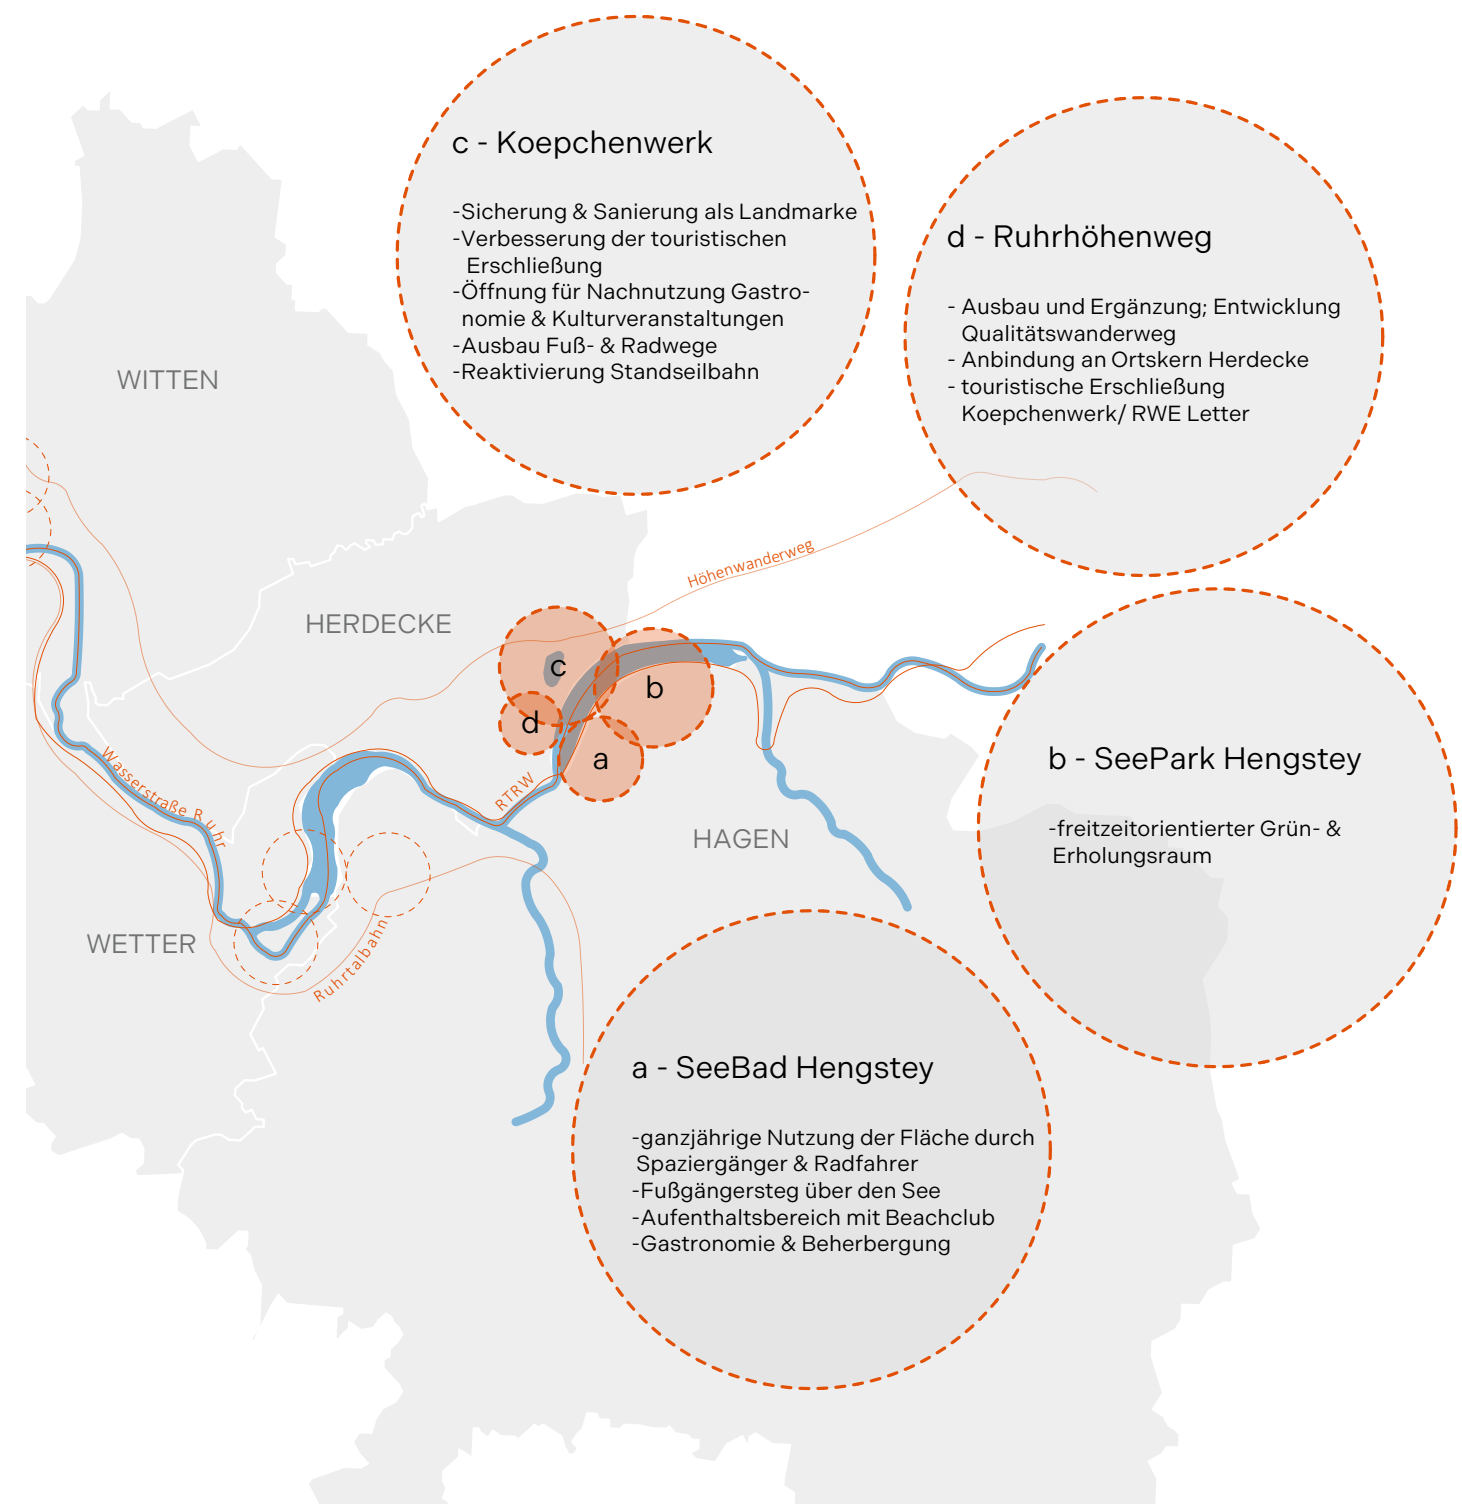 c - Koepchenwerk
-Sicherung & Sanierung als Landmarke
-Verbesserung der touristischen
Erschließung
-Öffnung für Nachnutzung Gastro-
nomie & Kulturveranstaltungen
-Ausbau Fuß- & Radwege
-Reaktivierung Standseilbahn
d - Ruhrhöhenweg
- Ausbau und Ergänzung; Entwicklung
Qualitätswanderweg
- Anbindung an Ortskern Herdecke
- touristische Erschließung
Koepchenwerk/ RWE Letter
WITTEN
Höhenwanderweg
HERDECKE
c
b
d
a
b - SeePark Hengstey
-freitzeitorientierter Grün- &
Erholungsraum
Wasserstraße Ruhr
RTRW
HAGEN
WETTER
Ruhrtalbahn
a - SeeBad Hengstey
-ganzjährige Nutzung der Fläche durch
Spaziergänger & Radfahrer
-Fußgängersteg über den See
-Aufenthaltsbereich mit Beachclub
-Gastronomie & Beherbergung